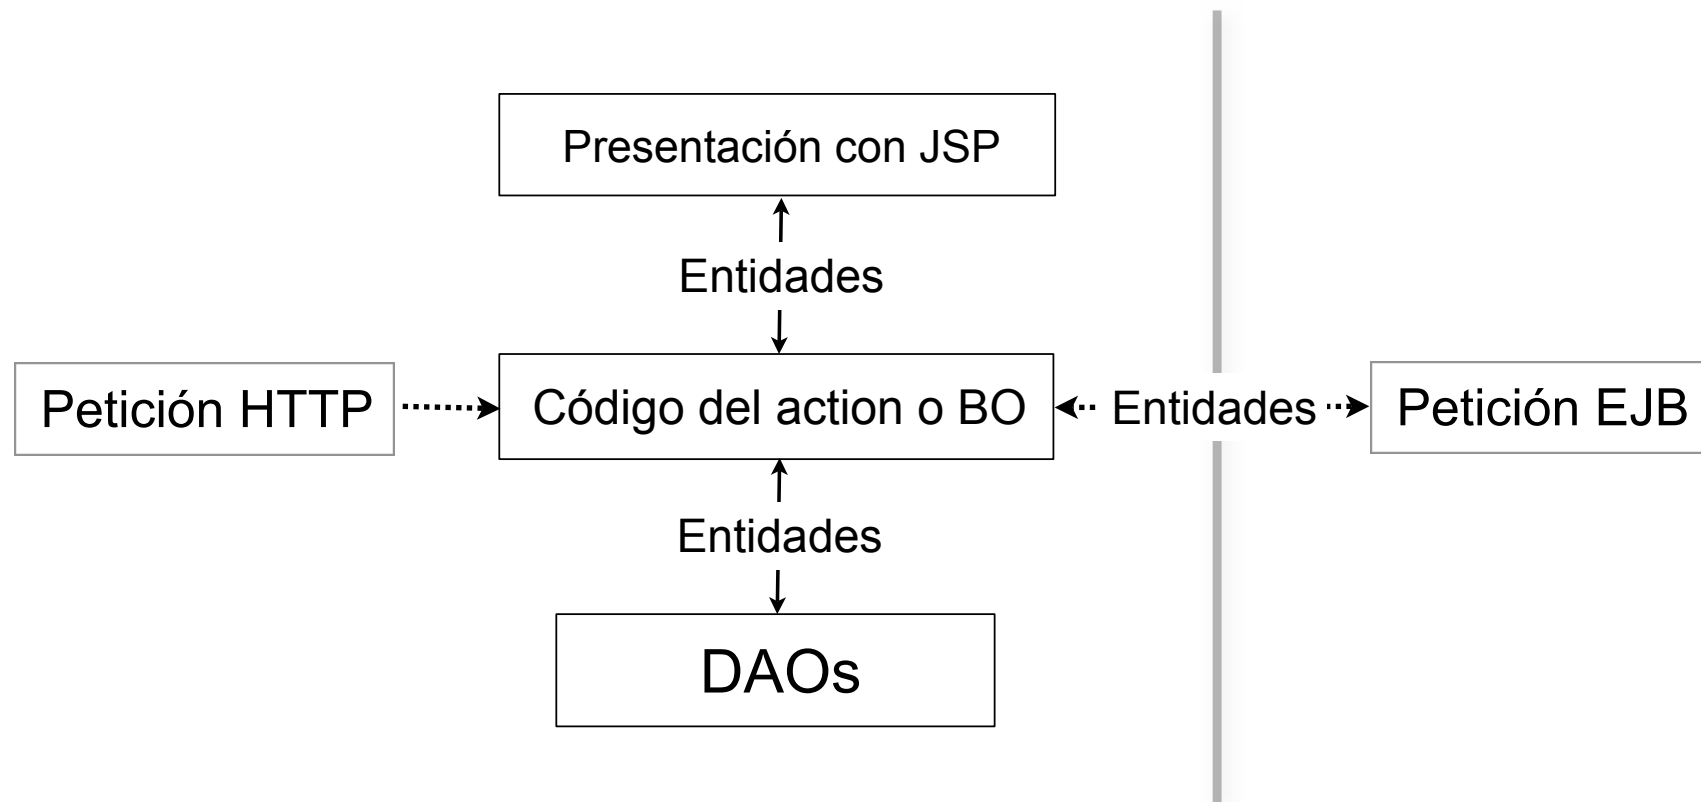 Presentación con JSP
Entidades
Petición HTTP
Código del action o BO
Entidades
Petición EJB
Entidades
DAOs